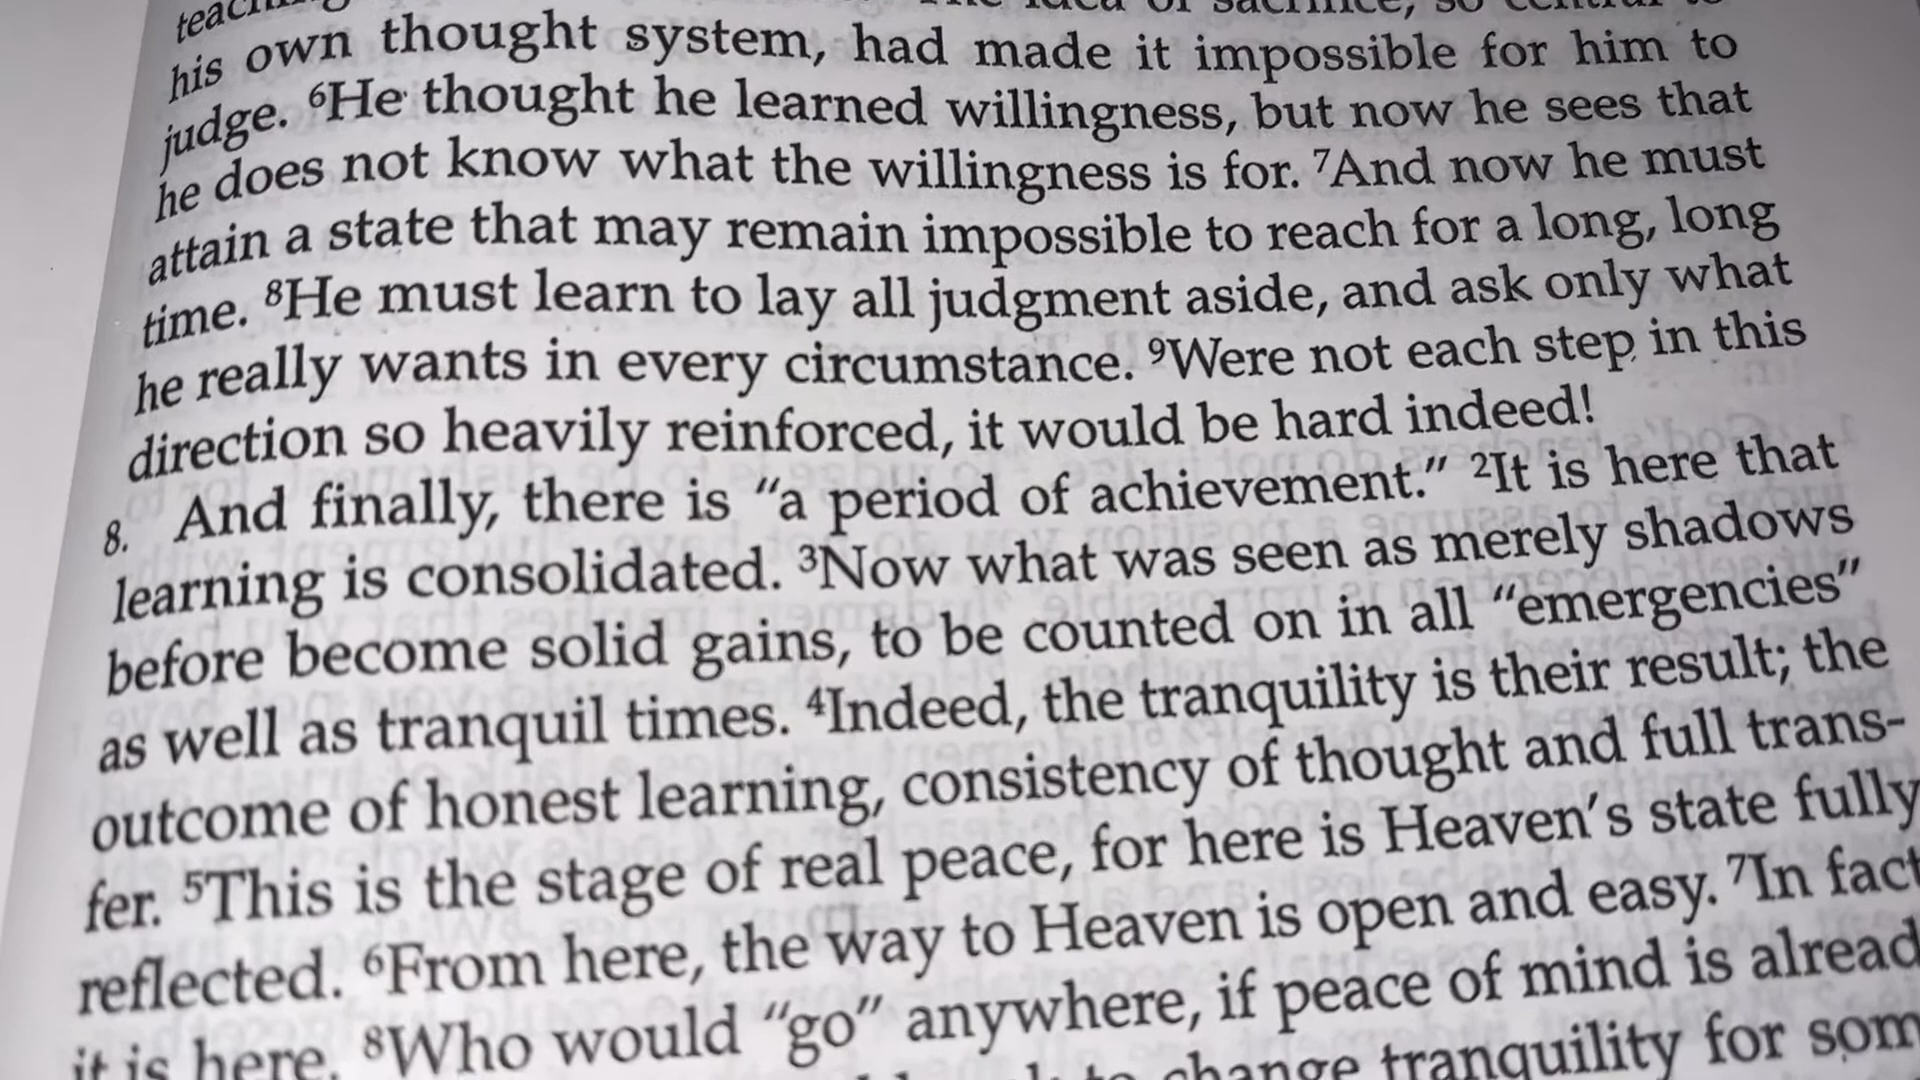 his own thought system, had made it impossible for him to
judge. ⁶He thought he learned willingness, but now he sees that
he does not know what the willingness is for. ⁷And now he must
attain a state that may remain impossible to reach for a long, long
time. ⁸He must learn to lay all judgment aside, and ask only what
he really wants in every circumstance. ⁹Were not each step in this
direction so heavily reinforced, it would be hard indeed!
8. And finally, there is “a period of achievement.” ²It is here that
learning is consolidated. ³Now what was seen as merely shadows
before become solid gains, to be counted on in all “emergencies”
as well as tranquil times. ⁴Indeed, the tranquility is their result; the
outcome of honest learning, consistency of thought and full trans-
fer. ⁵This is the stage of real peace, for here is Heaven’s state fully
reflected. ⁶From here, the way to Heaven is open and easy. ⁷In fact
it is here. ⁸Who would “go” anywhere, if peace of mind is alread
change tranquility for som